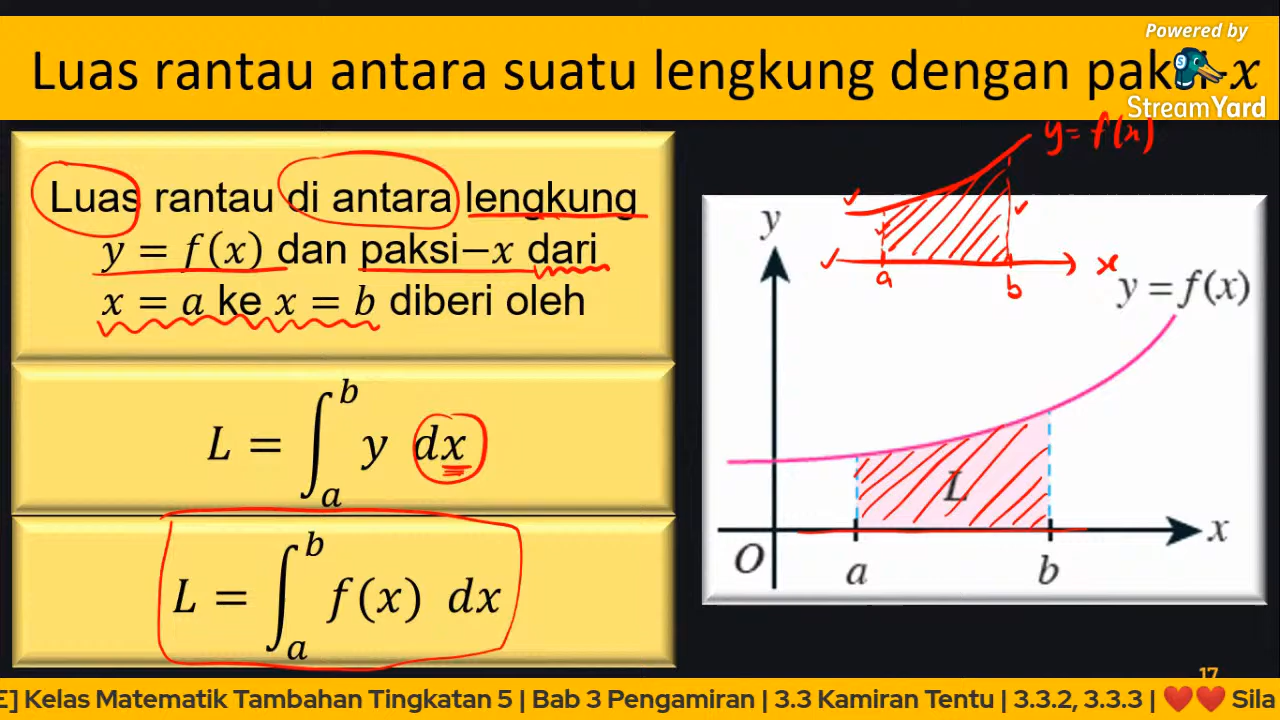 Powered by
StreamYard
Luas rantau antara suatu lengkung dengan paksi-x
y = f(x)
a
b
x
Luas rantau di antara lengkung
y = f(x) dan paksi−x dari
x = a ke x = b diberi oleh
L = ∫_a^b y dx
L = ∫_a^b f(x) dx
y
y = f(x)
L
O
a
b
x
17
E] Kelas Matematik Tambahan Tingkatan 5 | Bab 3 Pengamiran | 3.3 Kamiran Tentu | 3.3.2, 3.3.3 | ❤️❤️ Sila